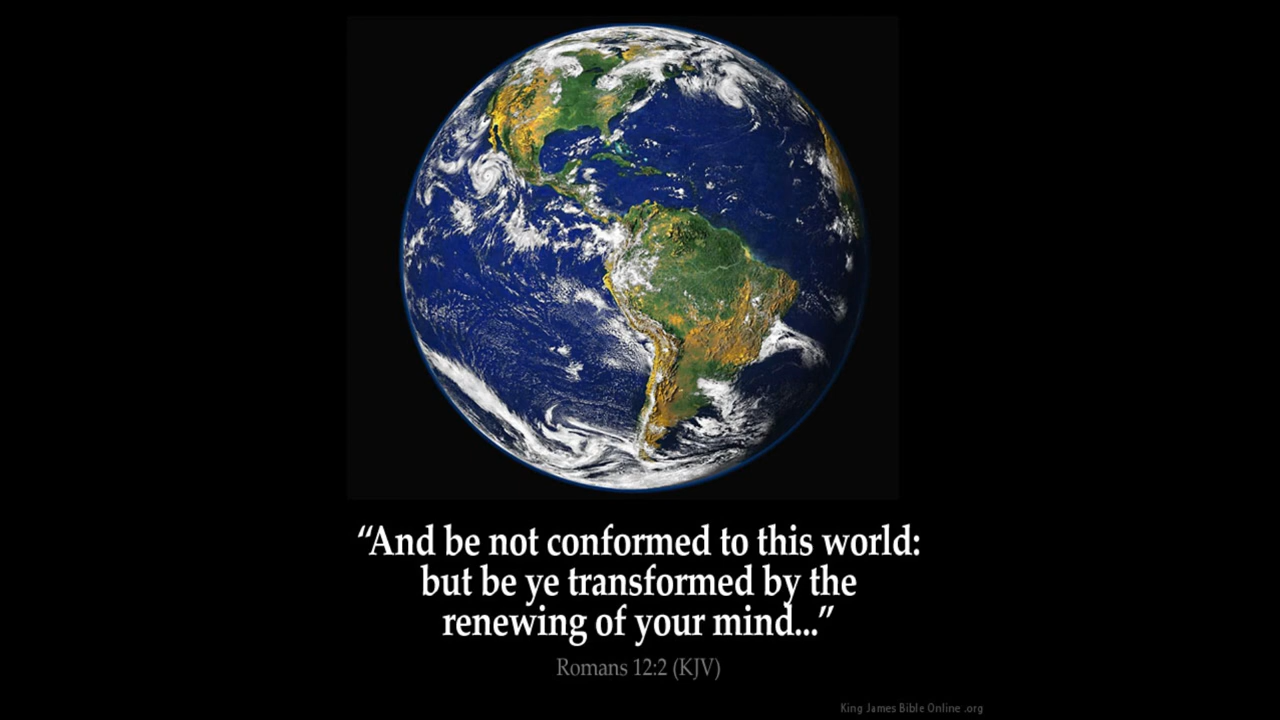 “And be not conformed to this world:
but be ye transformed by the
renewing of your mind...”
Romans 12:2 (KJV)
King James Bible Online .org